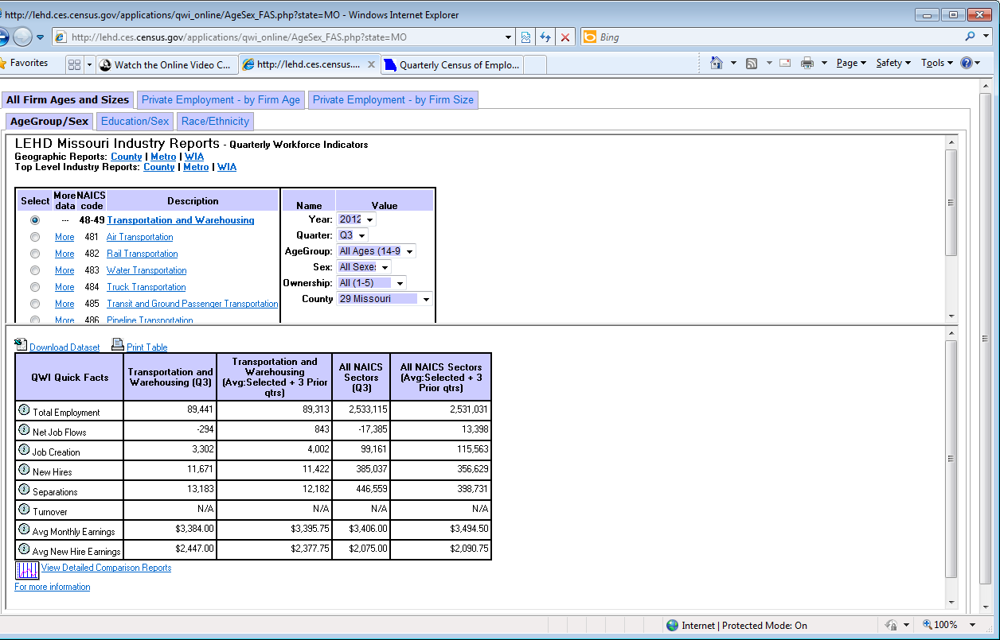 http://lehd.ces.census.gov/applications/qwi_online/AgeSex_FAS.php?state=MO - Windows Internet Explorer
http://lehd.ces.census.gov/applications/qwi_online/AgeSex_FAS.php?state=MO
Bing
Favorites
Watch the Online Video C...
http://lehd.ces.census....
Quarterly Census of Emplo...
Page
Safety
Tools
All Firm Ages and Sizes
Private Employment - by Firm Age
Private Employment - by Firm Size
AgeGroup/Sex
Education/Sex
Race/Ethnicity
LEHD Missouri Industry Reports - Quarterly Workforce Indicators
Geographic Reports: County | Metro | WIA
Top Level Industry Reports: County | Metro | WIA
Select More data NAICS code Description
--- 48-49 Transportation and Warehousing
More 481 Air Transportation
More 482 Rail Transportation
More 483 Water Transportation
More 484 Truck Transportation
More 485 Transit and Ground Passenger Transportation
More 486 Pipeline Transportation
Name Value
Year: 2012
Quarter: Q3
AgeGroup: All Ages (14-9
Sex: All Sexes
Ownership: All (1-5)
County 29 Missouri
Download Dataset Print Table
QWI Quick Facts
Transportation and
Warehousing (Q3)
Transportation and
Warehousing
(Avg:Selected + 3 Prior
qtrs)
All NAICS
Sectors
(Q3)
All NAICS Sectors
(Avg:Selected + 3
Prior qtrs)
Total Employment 89,441 89,313 2,533,115 2,531,031
Net Job Flows -294 843 -17,385 13,398
Job Creation 3,302 4,002 99,161 115,563
New Hires 11,671 11,422 385,037 356,629
Separations 13,183 12,182 446,559 398,731
Turnover N/A N/A N/A N/A
Avg Monthly Earnings $3,384.00 $3,395.75 $3,406.00 $3,494.50
Avg New Hire Earnings $2,447.00 $2,377.75 $2,075.00 $2,090.75
View Detailed Comparison Reports
For more information
Internet | Protected Mode: On
100%